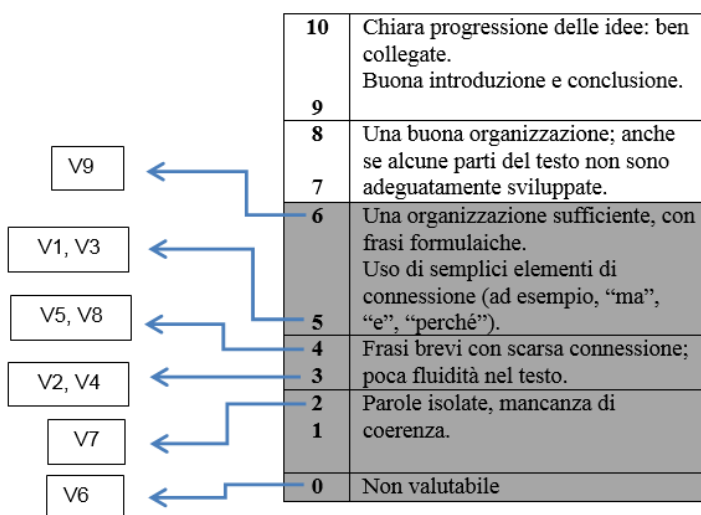 10 Chiara progressione delle idee: ben
collegate.
Buona introduzione e conclusione.
9
8 Una buona organizzazione; anche
se alcune parti del testo non sono
7 adeguatamente sviluppate.
6 Una organizzazione sufficiente, con
frasi formulaiche.
Uso di semplici elementi di
connessione (ad esempio, “ma”,
5 “e”, “perché”).
4 Frasi brevi con scarsa connessione;
3 poca fluidità nel testo.
2 Parole isolate, mancanza di
1 coerenza.
0 Non valutabile
V9
V1, V3
V5, V8
V2, V4
V7
V6